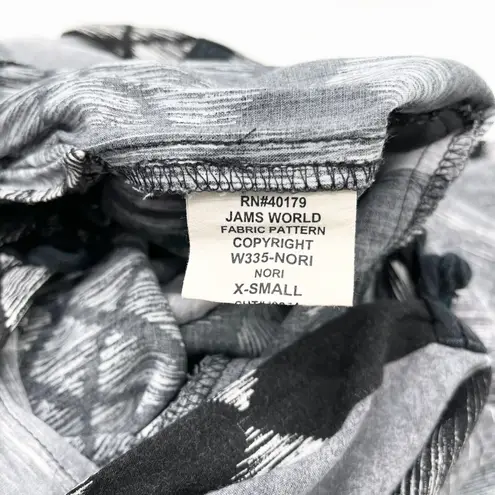 RN#40179
JAMS WORLD
FABRIC PATTERN
COPYRIGHT
W335-NORI
NORI
X-SMALL